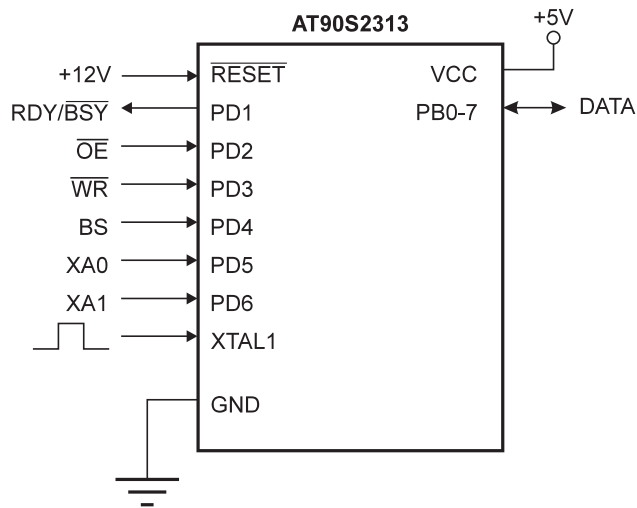 AT90S2313
+5V
+12V RESET VCC
RDY/BSY PD1 PB0-7 DATA
OE PD2
WR PD3
BS PD4
XA0 PD5
XA1 PD6
XTAL1
GND